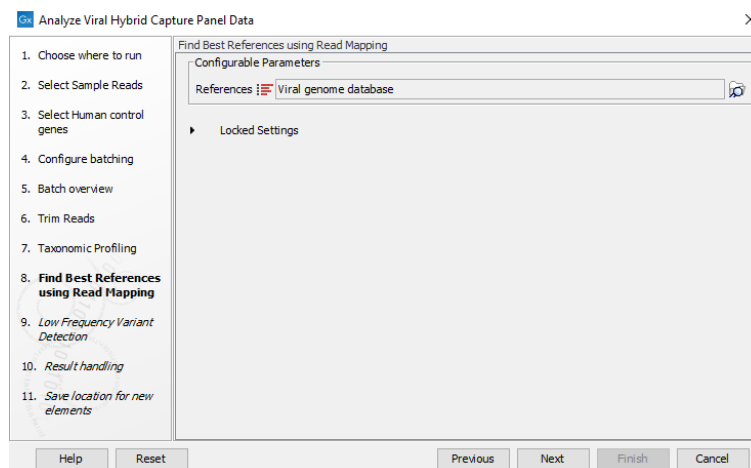 Gx Analyze Viral Hybrid Capture Panel Data
1. Choose where to run
2. Select Sample Reads
3. Select Human control
genes
4. Configure batching
5. Batch overview
6. Trim Reads
7. Taxonomic Profiling
8. Find Best References
using Read Mapping
9. Low Frequency Variant
Detection
10. Result handling
11. Save location for new
elements
Find Best References using Read Mapping
Configurable Parameters
References Viral genome database
Locked Settings
Help Reset Previous Next Finish Cancel